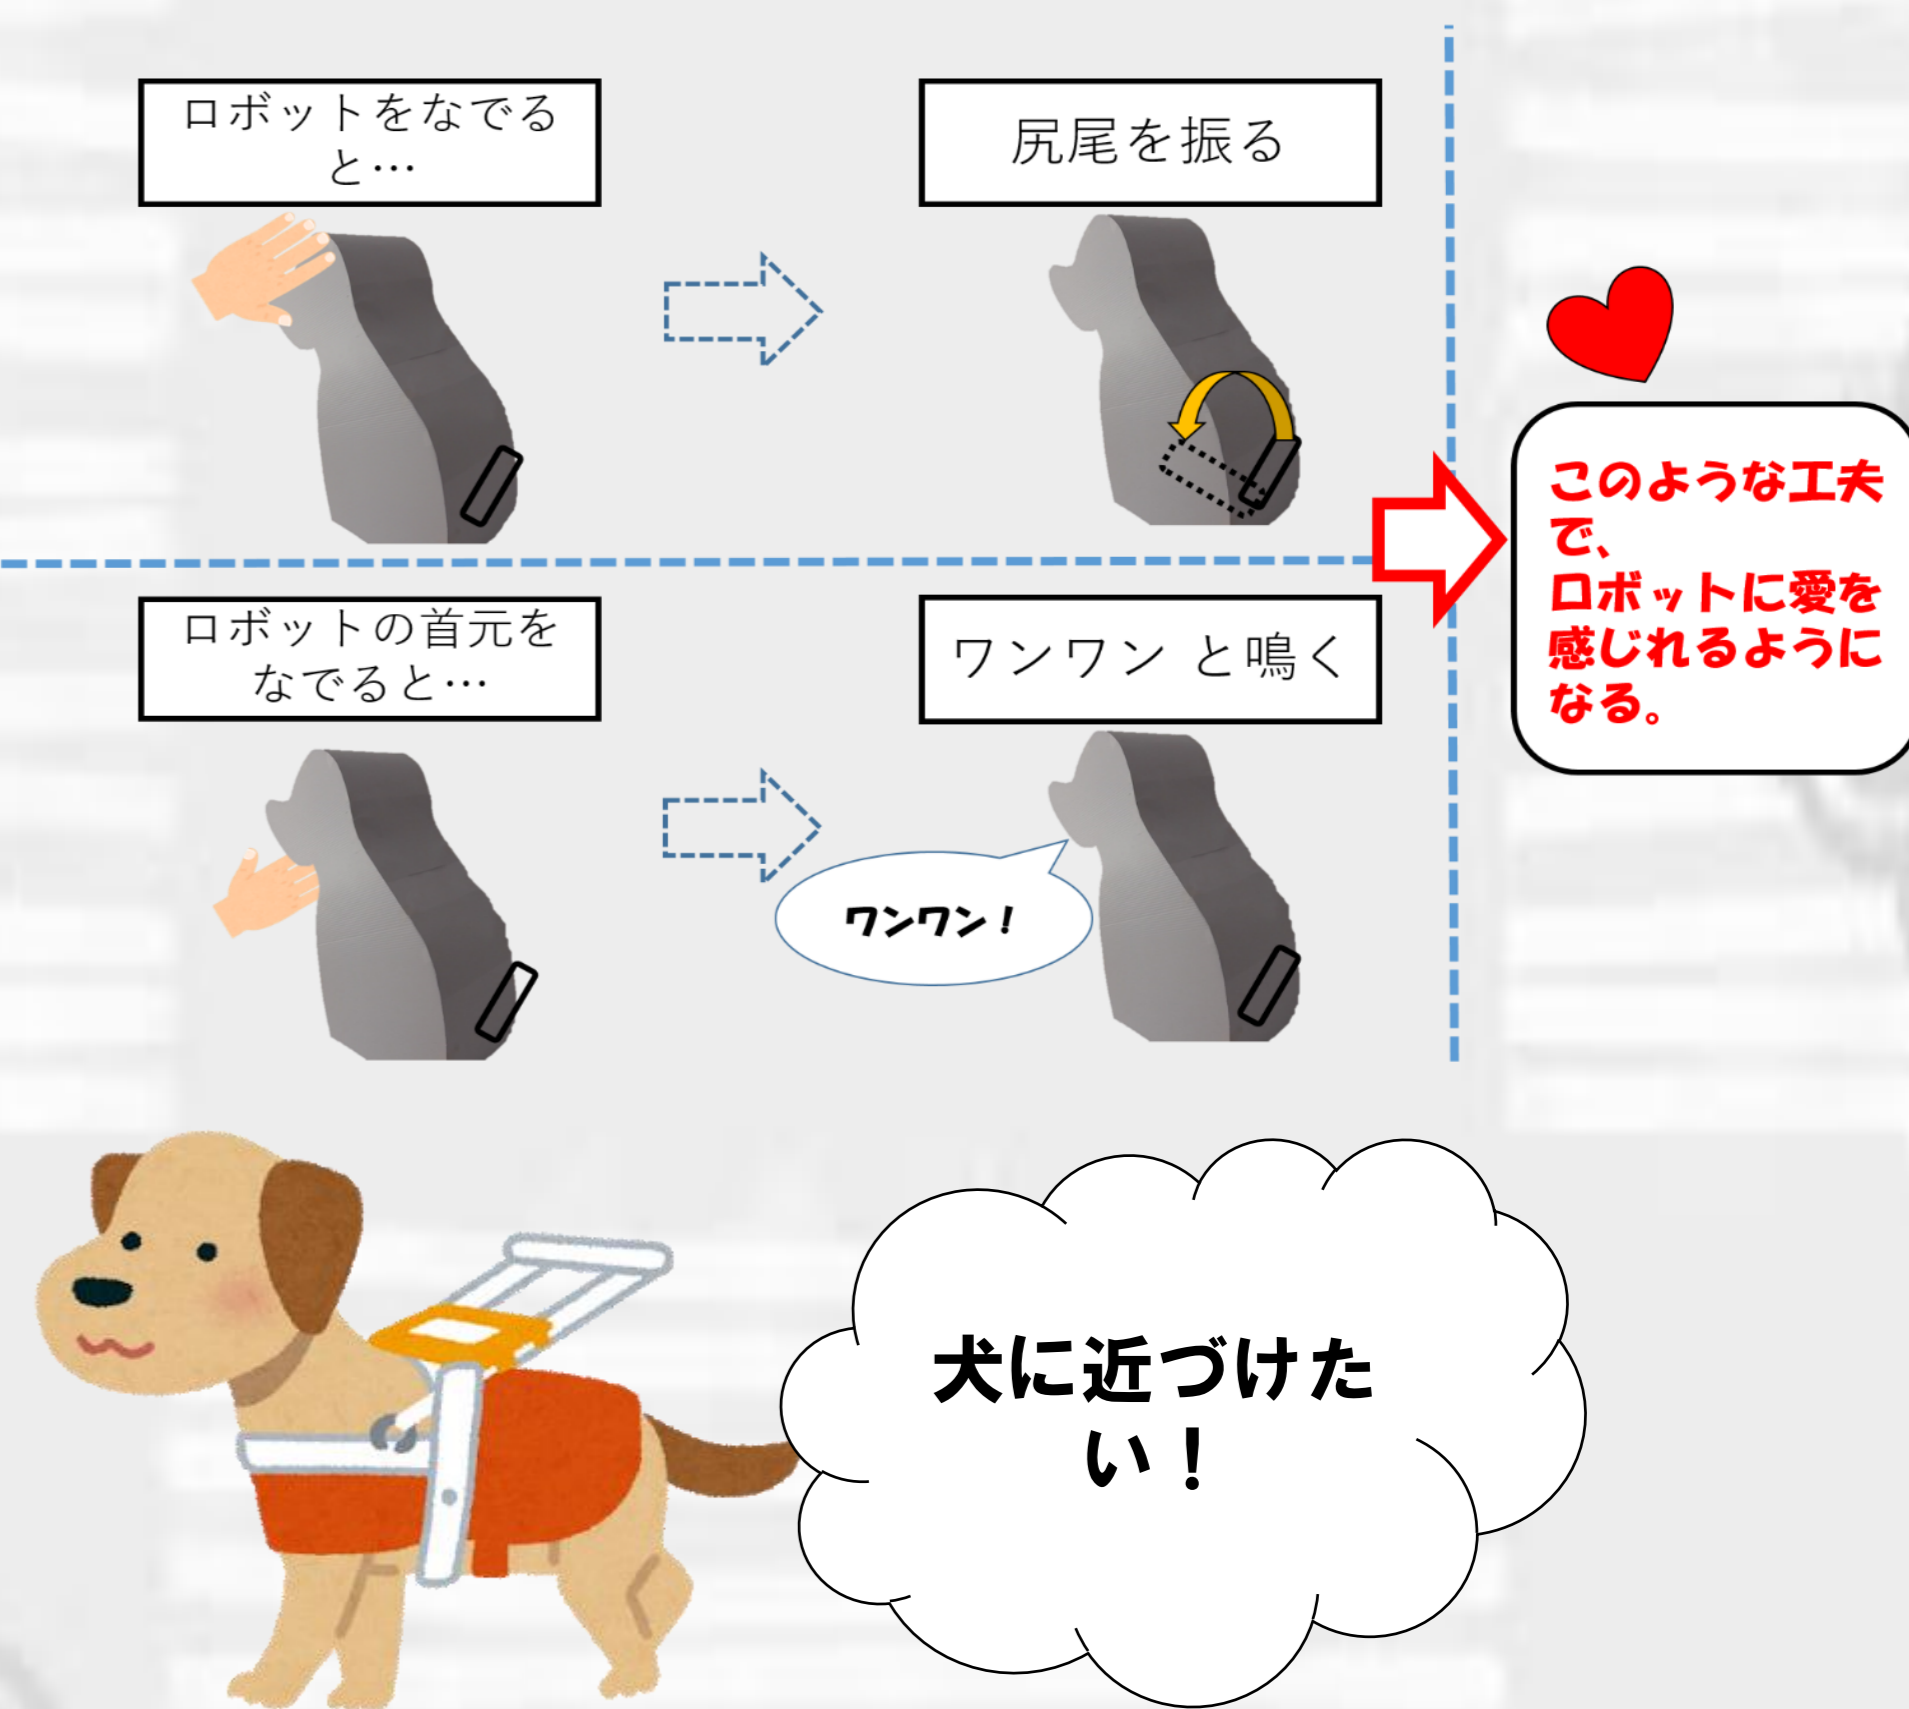 ロボットをなでる
と…
尻尾を振る
ロボットの首元を
なでると…
ワンワン と鳴く
ワンワン！
このような工夫
で、
ロボットに愛を
感じれるように
なる。
犬に近づけた
い！